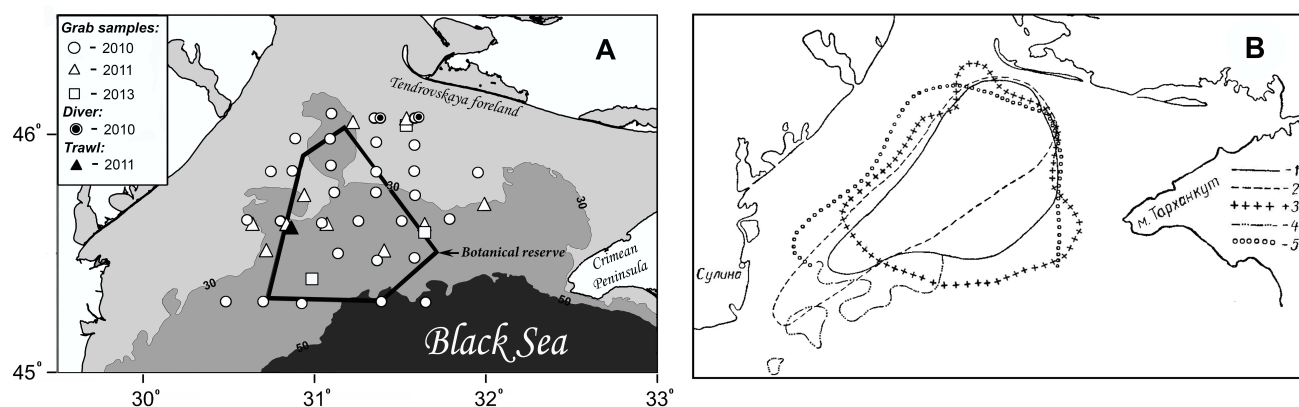 Grab samples:
- 2010
- 2011
- 2013
Diver:
- 2010
Trawl:
- 2011
A
Tendrovskaya foreland
46°
30
30
30
Botanical reserve
Crimean
Peninsula
50
50
Black Sea
45°
30°
31°
32°
33°
B
м. Тарханкут
Сулина
- 1
- 2
+ 3
- 4
- 5